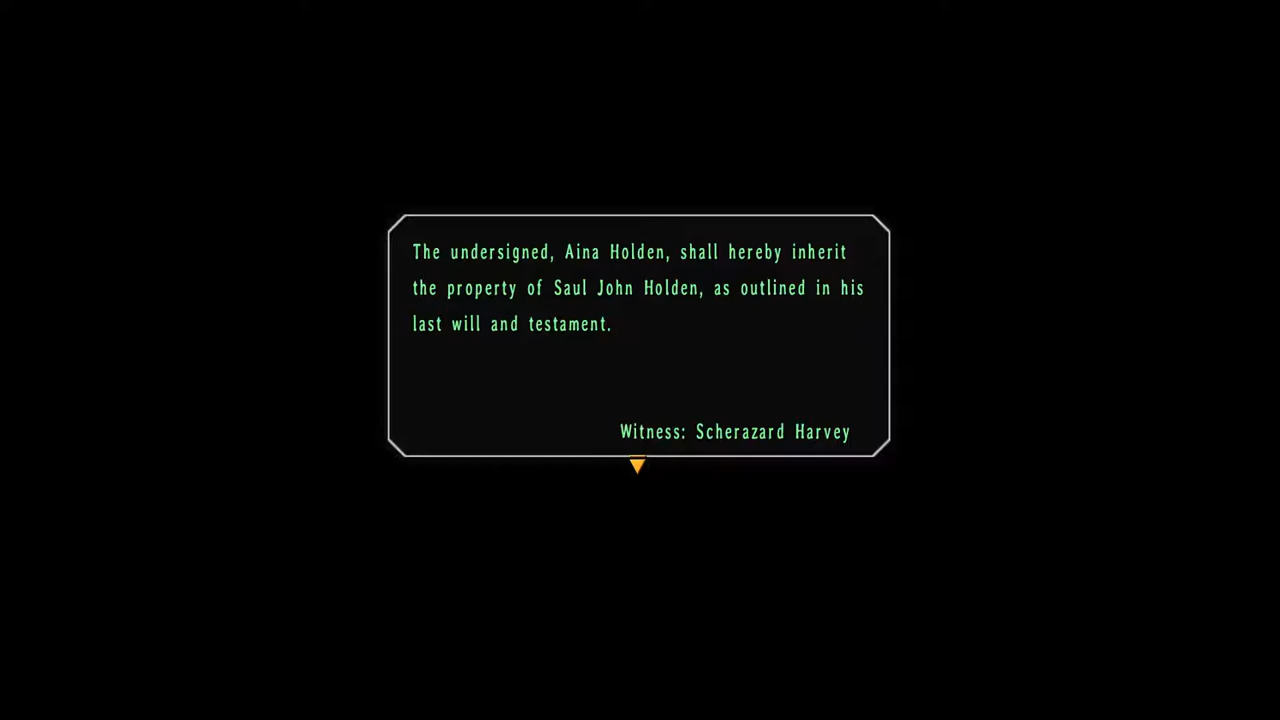 The undersigned, Aina Holden, shall hereby inherit
the property of Saul John Holden, as outlined in his
last will and testament.
Witness: Scherazard Harvey